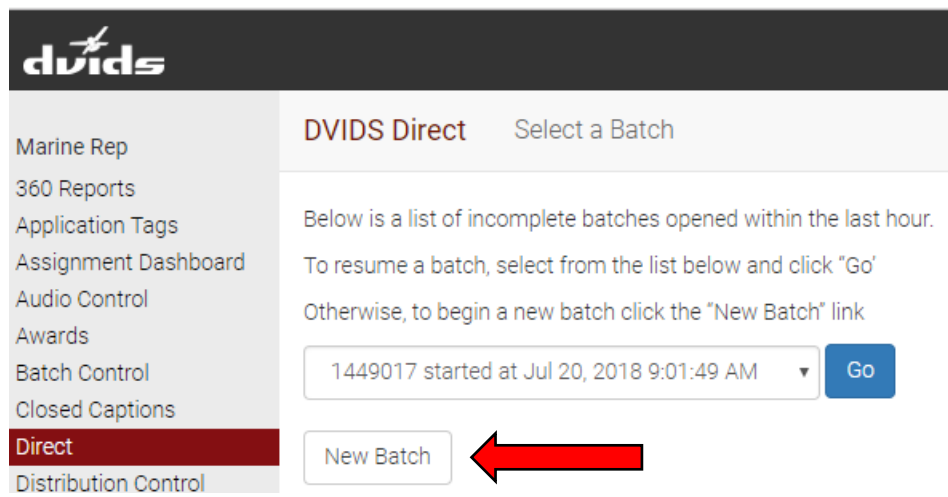 dvids
Marine Rep
360 Reports
Application Tags
Assignment Dashboard
Audio Control
Awards
Batch Control
Closed Captions
Direct
Distribution Control
DVIDS Direct Select a Batch
Below is a list of incomplete batches opened within the last hour.
To resume a batch, select from the list below and click “Go’
Otherwise, to begin a new batch click the “New Batch” link
1449017 started at Jul 20, 2018 9:01:49 AM
Go
New Batch